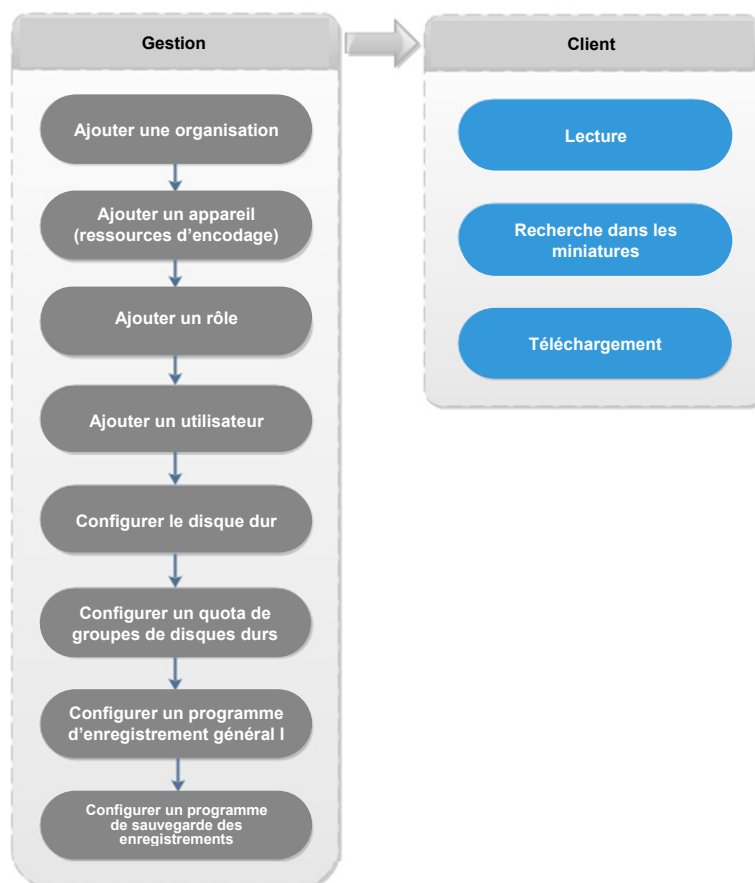 Gestion
Ajouter une organisation
Ajouter un appareil
(ressources d'encodage)
Ajouter un rôle
Ajouter un utilisateur
Configurer le disque dur
Configurer un quota de
groupes de disques durs
Configurer un programme
d'enregistrement général l
Configurer un programme
de sauvegarde des
enregistrements
Client
Lecture
Recherche dans les
miniatures
Téléchargement